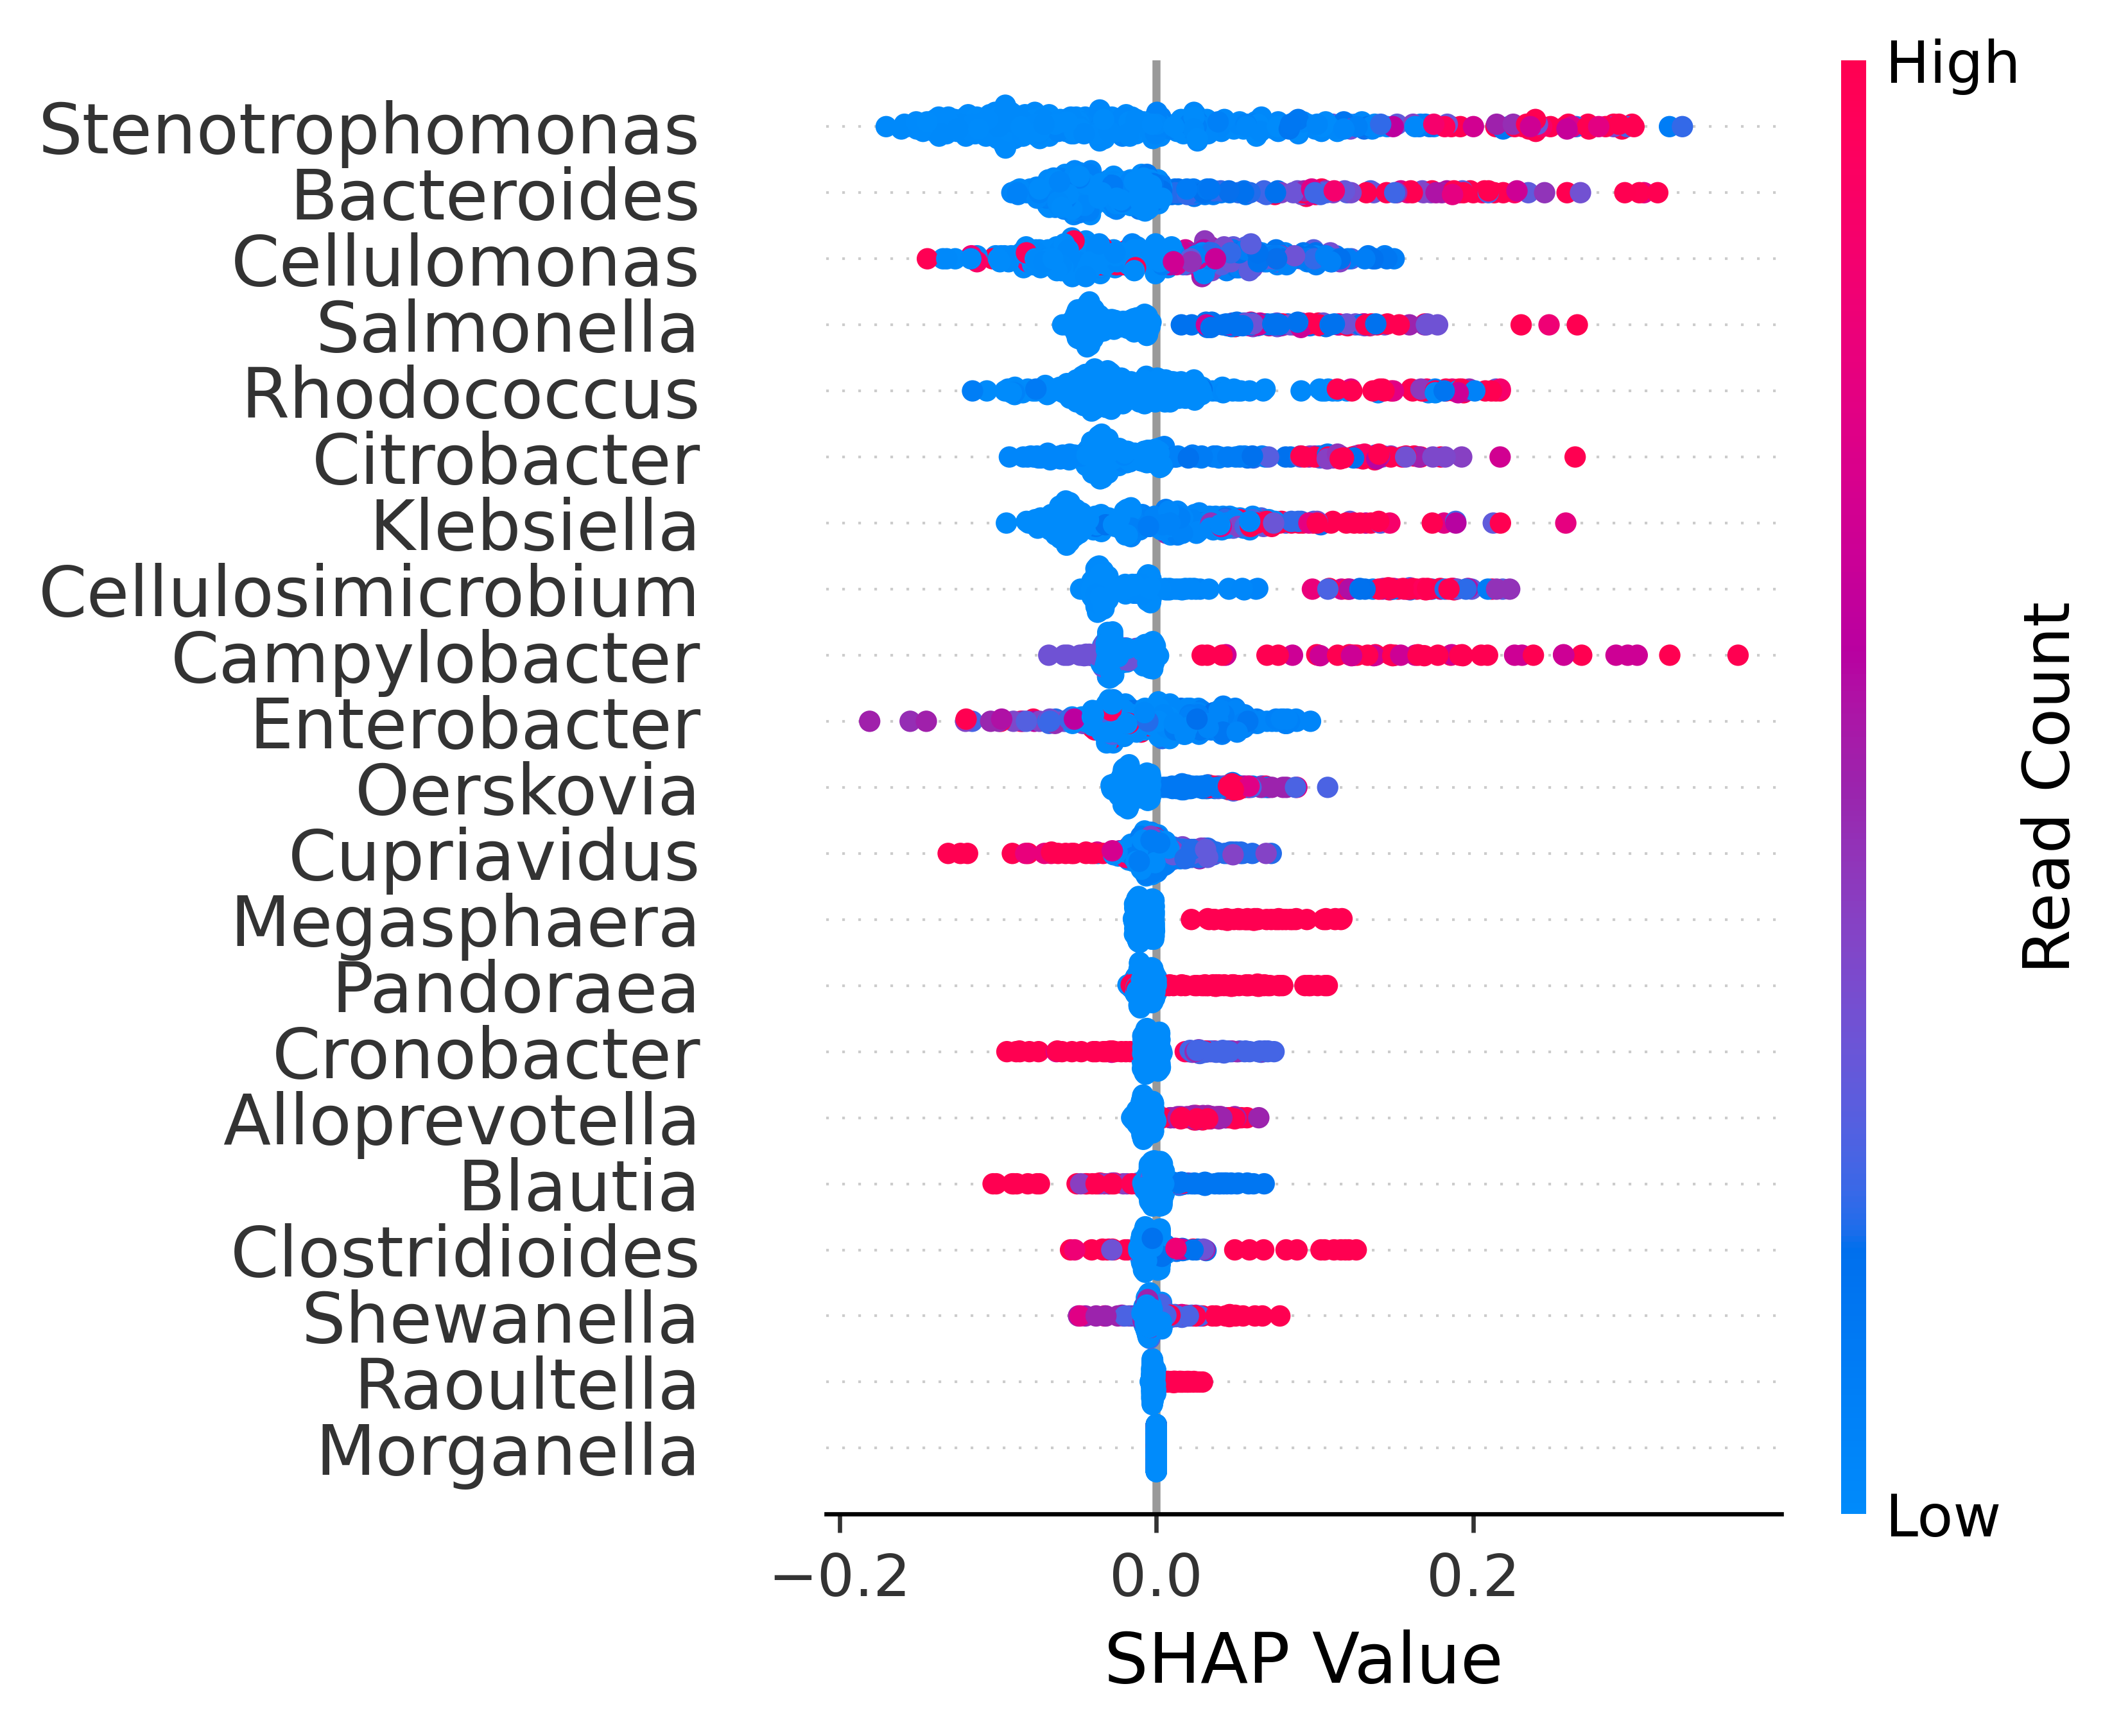 High
Stenotrophomonas
Bacteroides
Cellulomonas
Salmonella
Rhodococcus
Citrobacter
Klebsiella
Cellulosimicrobium
Campylobacter
Enterobacter
Oerskovia
Cupriavidus
Megasphaera
Pandoraea
Cronobacter
Alloprevotella
Blautia
Clostridioides
Shewanella
Raoultella
Morganella
Read Count
Low
−0.2 0.0 0.2
SHAP Value